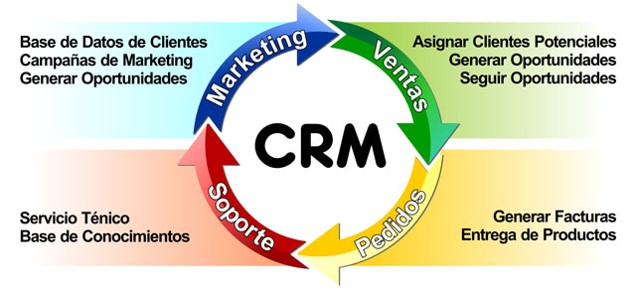 Base de Datos de Clientes
Campañas de Marketing
Generar Oportunidades
Marketing
Ventas
Asignar Clientes Potenciales
Generar Oportunidades
Seguir Oportunidades
CRM
Servicio Ténico
Base de Conocimientos
Soporte
Pedidos
Generar Facturas
Entrega de Productos